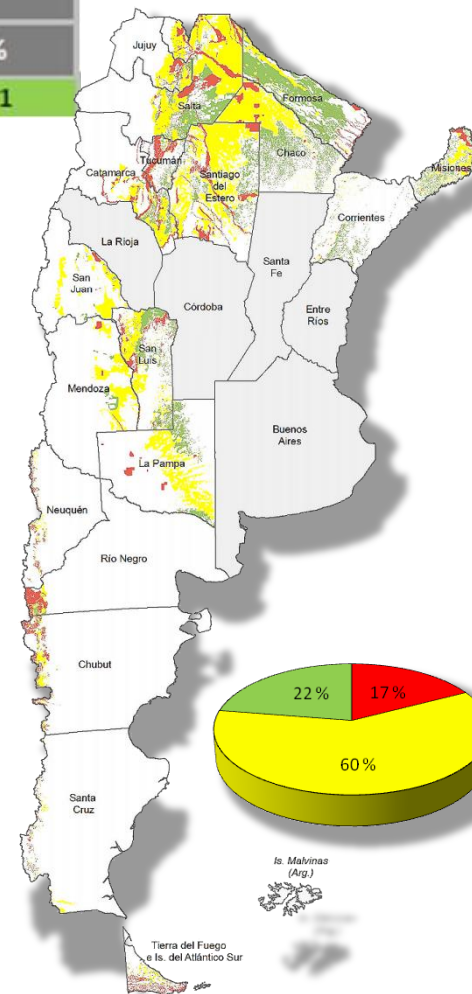 %
1
Jujuy
Salta
Formosa
Chaco
Tucumán
Catamarca
Santiago
del
Estero
Misiones
Corrientes
La Rioja
Santa
Fe
San
Juan
Córdoba
Entre
Ríos
San
Luis
Mendoza
Buenos
Aires
La Pampa
Neuquén
Río Negro
Chubut
22%
17%
60%
Santa
Cruz
Is. Malvinas
(Arg.)
Tierra del Fuego
e Is. del Atlántico Sur